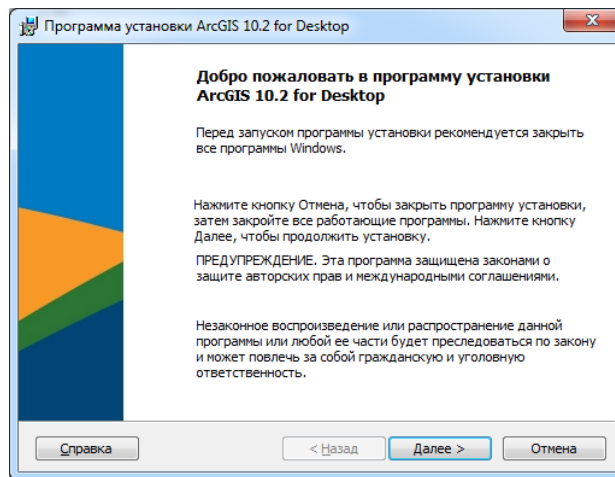 Программа установки ArcGIS 10.2 for Desktop
Добро пожаловать в программу установки
ArcGIS 10.2 for Desktop
Перед запуском программы установки рекомендуется закрыть
все программы Windows.
Нажмите кнопку Отмена, чтобы закрыть программу установки,
затем закройте все работающие программы. Нажмите кнопку
Далее, чтобы продолжить установку.
ПРЕДУПРЕЖДЕНИЕ. Эта программа защищена законами о
защите авторских прав и международными соглашениями.
Незаконное воспроизведение или распространение данной
программы или любой ее части будет преследоваться по закону
и может повлечь за собой гражданскую и уголовную
ответственность.
Справка
< Назад
Далее >
Отмена